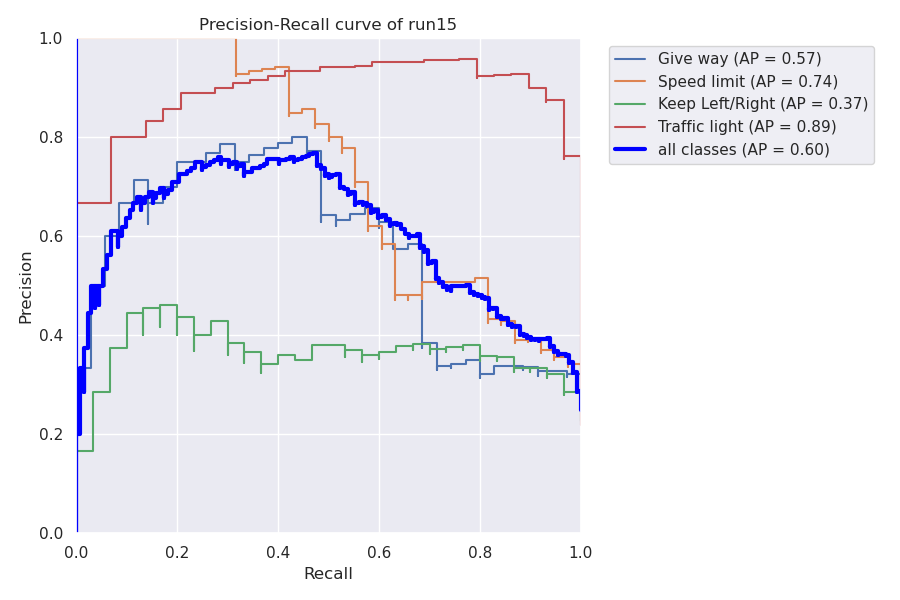 Precision-Recall curve of run15
Give way (AP = 0.57)
Speed limit (AP = 0.74)
Keep Left/Right (AP = 0.37)
Traffic light (AP = 0.89)
all classes (AP = 0.60)
Precision
1.0
0.8
0.6
0.4
0.2
0.0
0.0 0.2 0.4 0.6 0.8 1.0
Recall